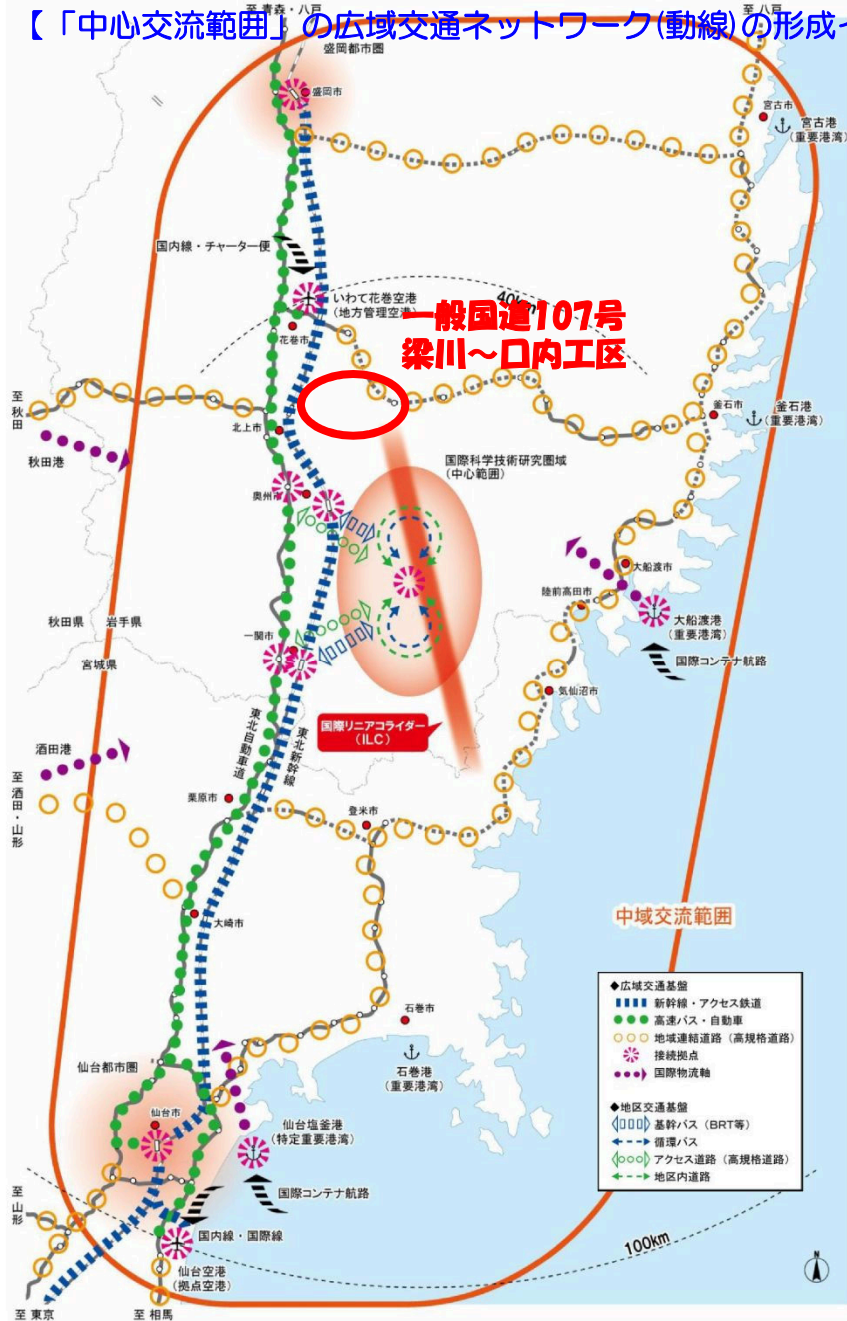 至 青森・八戸
至 八戸
【「中心交流範囲」の広域交通ネットワーク(動線)の形成イ
盛岡都市圏
盛岡市
宮古市
宮古港
(重要港湾)
国内線・チャーター便
いわて花巻空港
(地方管理空港)
40km
花巻市
一般国道107号
梁川～口内工区
至 秋田
北上市
釜石市
釜石港
(重要港湾)
秋田港
国際科学技術研究圏域
(中心範囲)
奥州市
大船渡市
陸前高田市
大船渡港
(重要港湾)
秋田県
岩手県
一関市
宮城県
国際コンテナ航路
気仙沼市
国際リニアコライダー
(ILC)
東北自動車道
東北新幹線
酒田港
至 酒田・山形
栗原市
登米市
大崎市
中域交流範囲
石巻市
石巻港
(重要港湾)
◆広域交通基盤
新幹線・アクセス鉄道
高速バス・自動車
地域連結道路(高規格道路)
接続拠点
国際物流軸
◆地区交通基盤
基幹バス(BRT等)
循環バス
アクセス道路(高規格道路)
地区内道路
仙台都市圏
仙台市
仙台塩釜港
(特定重要港湾)
国際コンテナ航路
至 山形
国内線・国際線
仙台空港
(拠点空港)
100km
N
至 東京
至 相馬